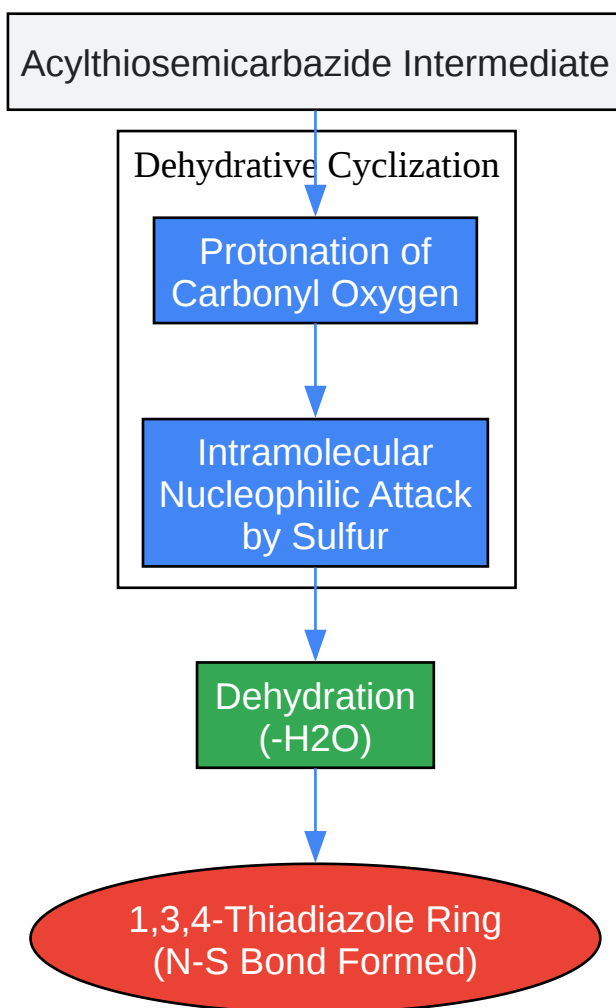 Acylthiosemicarbazide Intermediate
Dehydrative Cyclization
Protonation of
Carbonyl Oxygen
Intramolecular
Nucleophilic Attack
by Sulfur
Dehydration
(-H2O)
1,3,4-Thiadiazole Ring
(N-S Bond Formed)